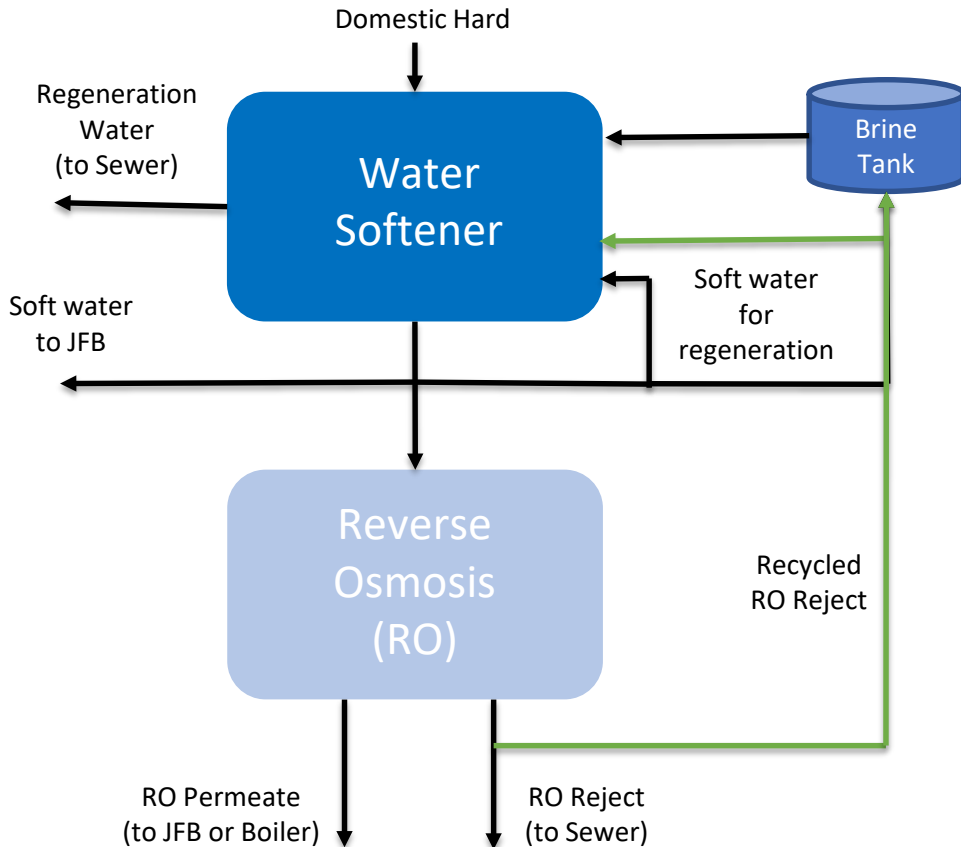 Domestic Hard
Regeneration
Water
(to Sewer)
Water
Softener
Brine
Tank
Soft water
to JFB
Soft water
for
regeneration
Reverse
Osmosis
(RO)
Recycled
RO Reject
RO Permeate
(to JFB or Boiler)
RO Reject
(to Sewer)